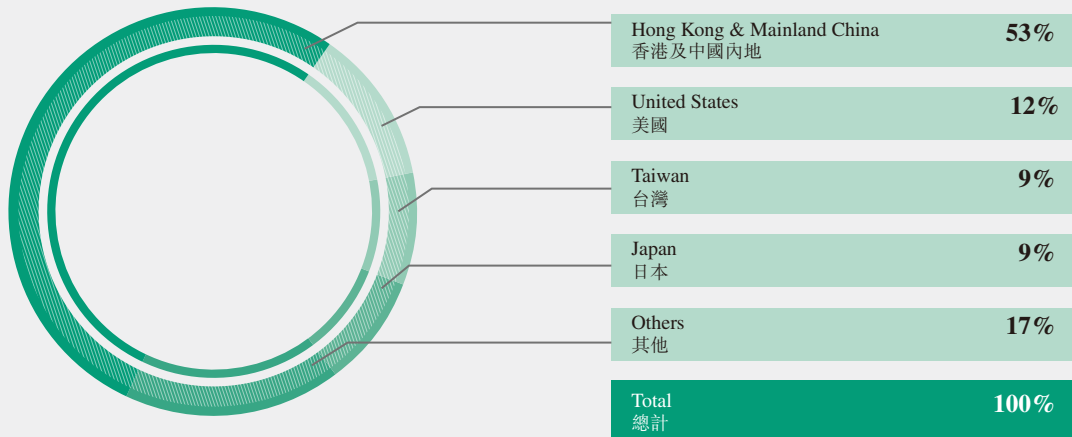 Hong Kong & Mainland China 53%
香港及中國內地
United States 12%
美國
Taiwan 9%
台灣
Japan 9%
日本
Others 17%
其他
Total 100%
總計